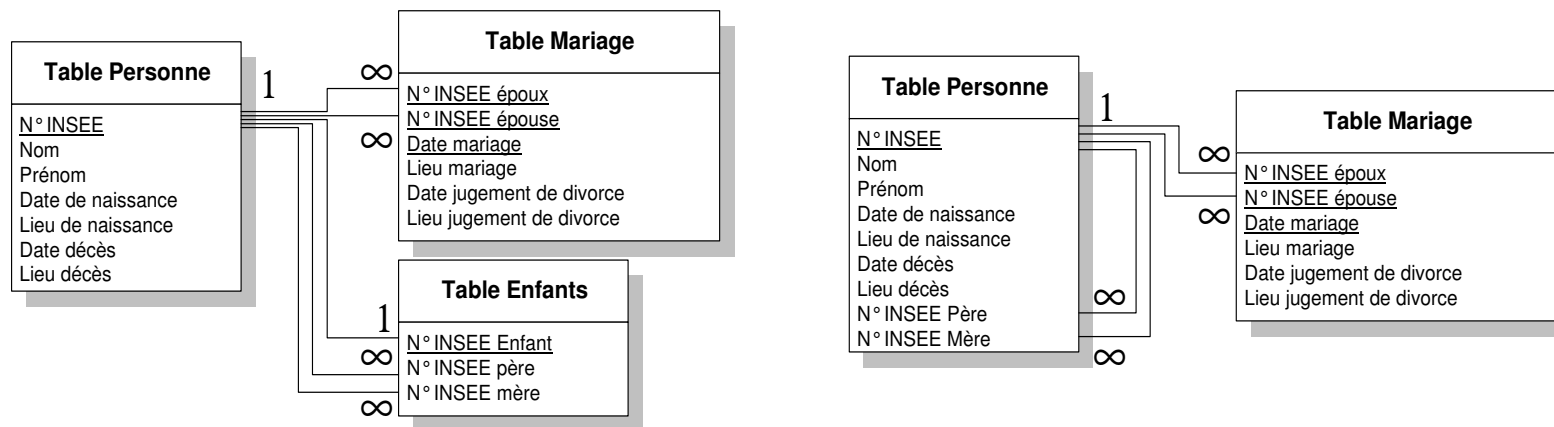 Table Personne
N° INSEE
Nom
Prénom
Date de naissance
Lieu de naissance
Date décès
Lieu décès
1
∞
∞
Table Mariage
N° INSEE époux
N° INSEE épouse
Date mariage
Lieu mariage
Date jugement de divorce
Lieu jugement de divorce
1
∞
∞
Table Enfants
N° INSEE Enfant
N° INSEE père
N° INSEE mère
Table Personne
N° INSEE
Nom
Prénom
Date de naissance
Lieu de naissance
Date décès
Lieu décès
N° INSEE Père
N° INSEE Mère
∞
∞
1
∞
∞
Table Mariage
N° INSEE époux
N° INSEE épouse
Date mariage
Lieu mariage
Date jugement de divorce
Lieu jugement de divorce